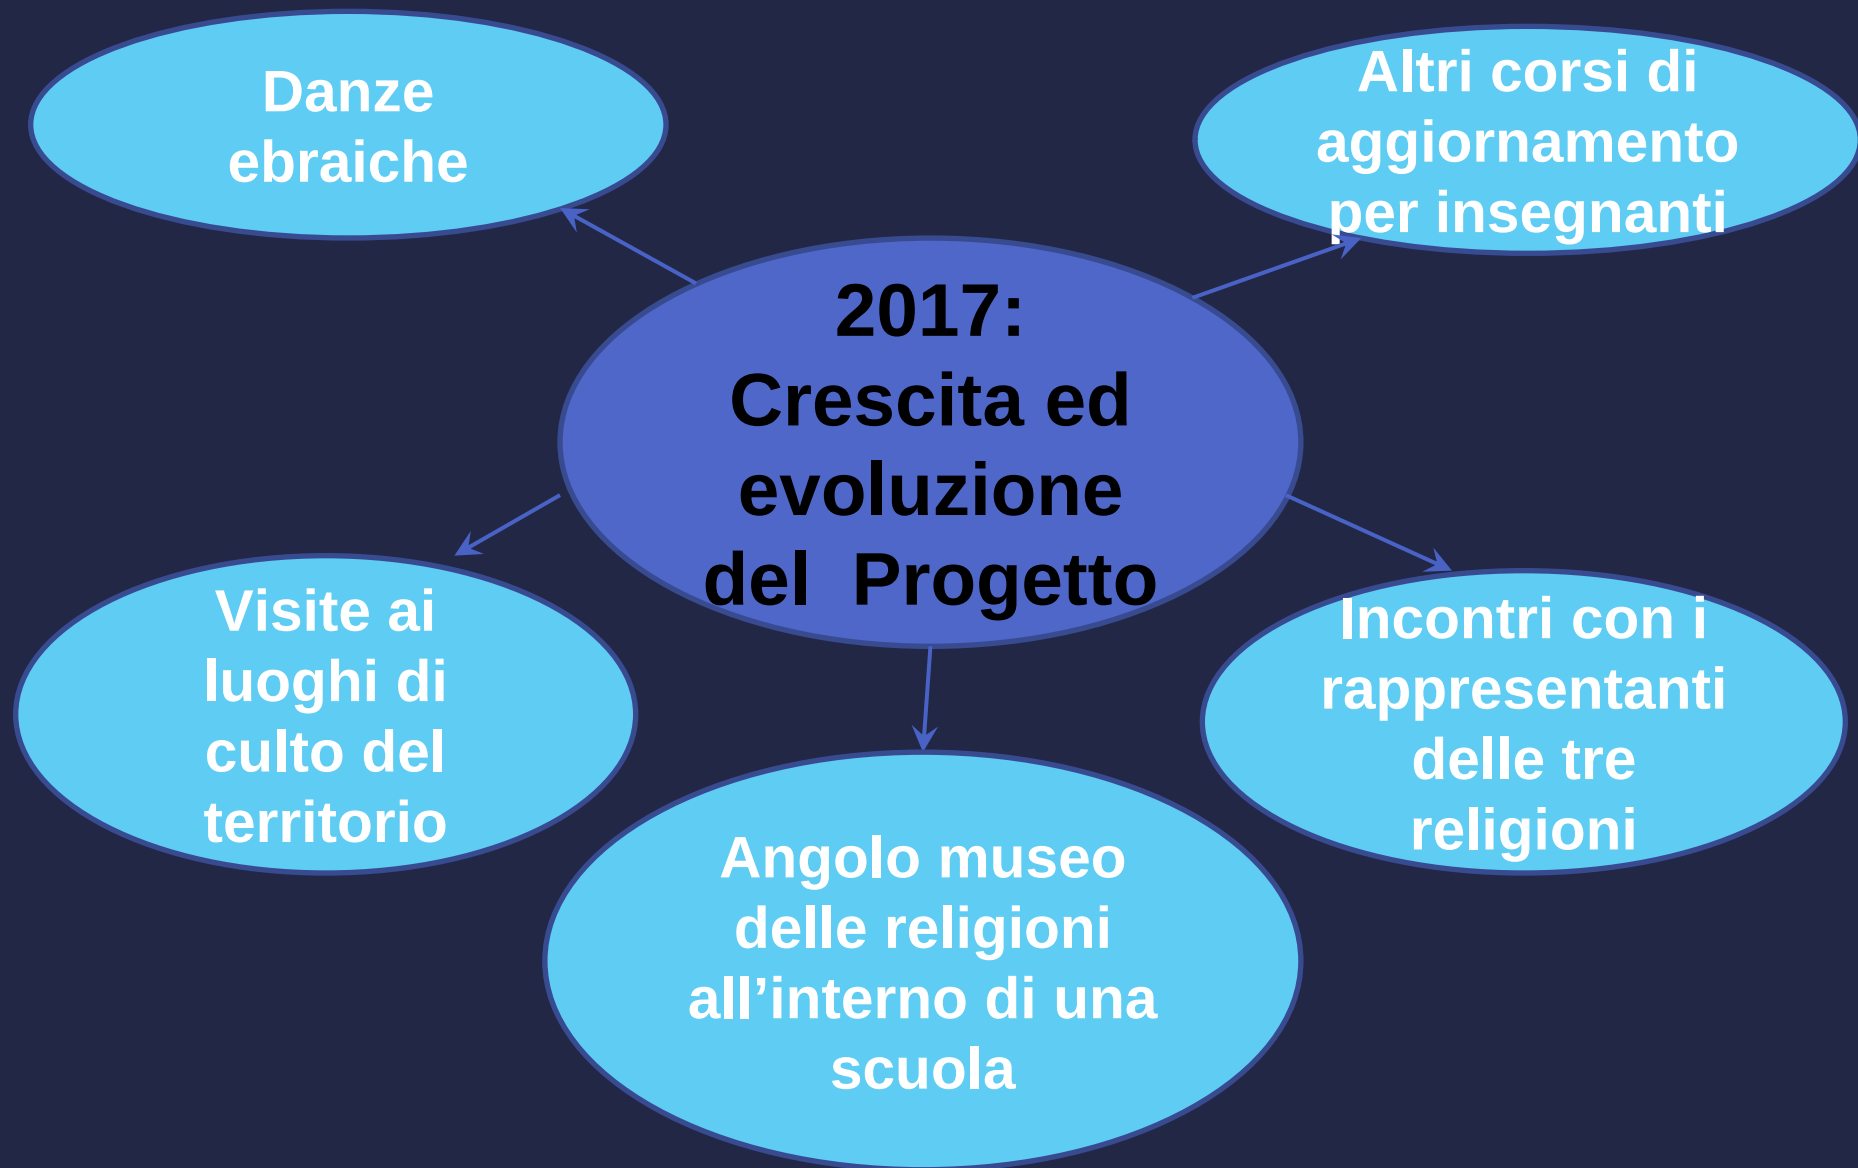 Danze
ebraiche
Altri corsi di
aggiornamento
per insegnanti
2017:
Crescita ed
evoluzione
del  Progetto
Visite ai
luoghi di
culto del
territorio
Incontri con i
rappresentanti
delle tre
religioni
Angolo museo
delle religioni
all’interno di una
scuola